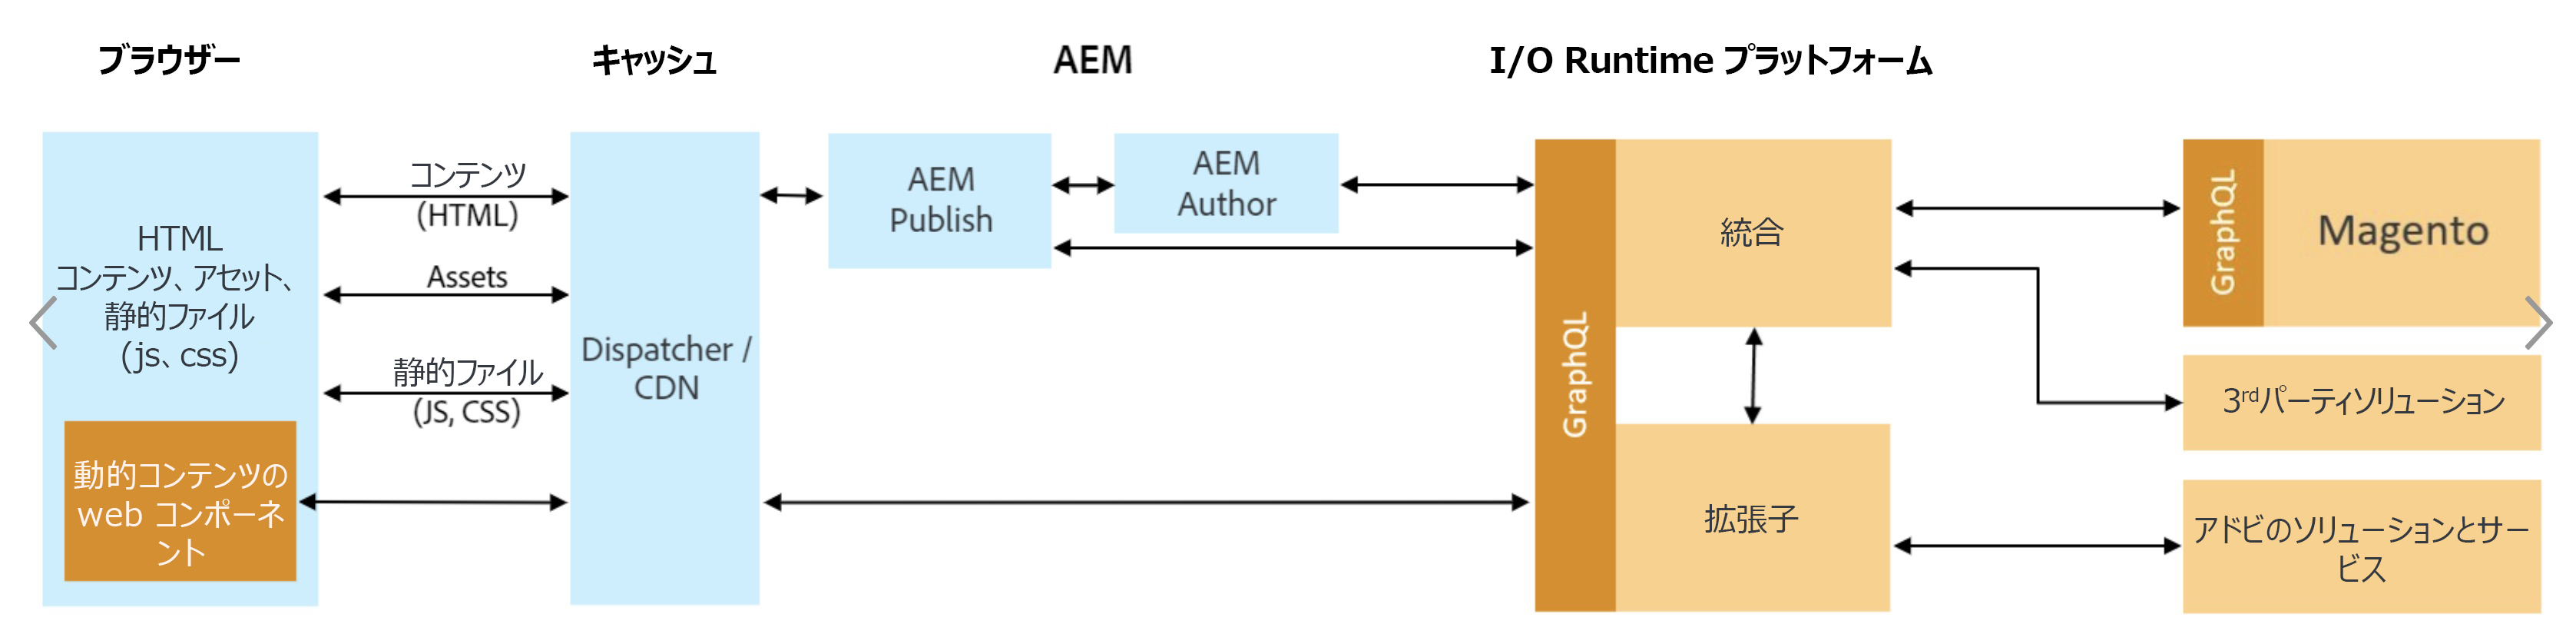 ブラウザー
キャッシュ
AEM
I/O Runtime プラットフォーム
HTML
コンテンツ、アセット、
静的ファイル
(js、css)
動的コンテンツの
web コンポーネ
ント
コンテンツ
(HTML)
Assets
静的ファイル
(JS, CSS)
Dispatcher /
CDN
AEM
Publish
AEM
Author
GraphQL
統合
拡張子
GraphQL
Magento
3rdパーティソリューション
アドビのソリューションとサー
ビス